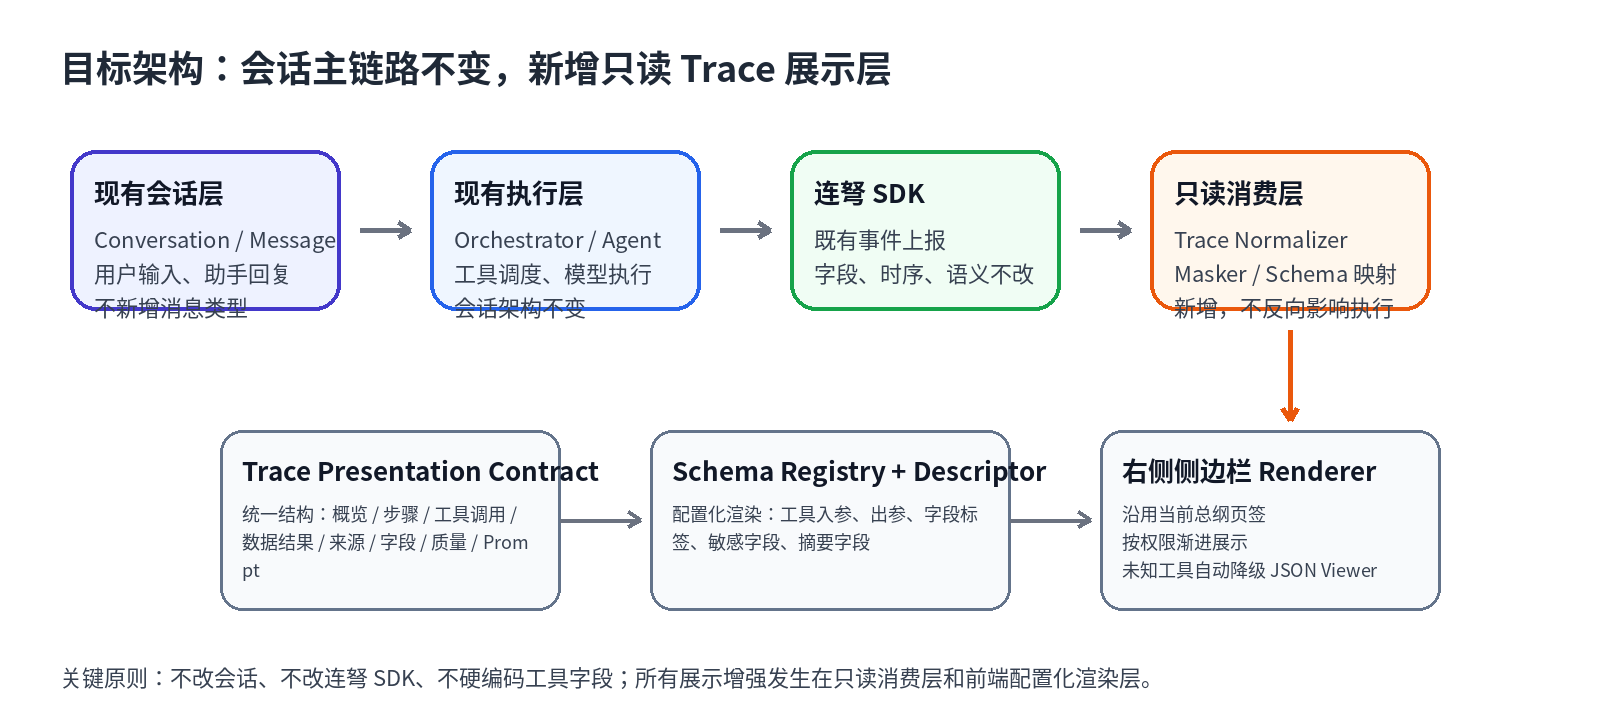 目标架构：会话主链路不变，新增只读 Trace 展示层
现有会话层
Conversation / Message
用户输入、助手回复
不新增消息类型
现有执行层
Orchestrator / Agent
工具调度、模型执行
会话架构不变
连弩 SDK
既有事件上报
字段、时序、语义不改
只读消费层
Trace Normalizer
Masker / Schema 映射
新增，不反向影响执行
Trace Presentation Contract
统一结构：概览 / 步骤 / 工具调用 /
数据结果 / 来源 / 字段 / 质量 / Prom
pt
Schema Registry + Descriptor
配置化渲染：工具入参、出参、字段标
签、敏感字段、摘要字段
右侧侧边栏 Renderer
沿用当前总纲页签
按权限渐进展示
未知工具自动降级 JSON Viewer
关键原则：不改会话、不改连弩 SDK、不硬编码工具字段；所有展示增强发生在只读消费层和前端配置化渲染层。